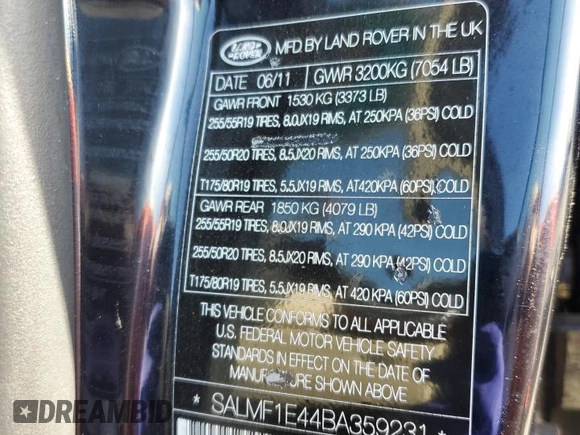 LAND ROVER
MFD BY LAND ROVER IN THE UK
DATE 06/11 GVWR 3200KG (7054 LB)
GAWR FRONT 1530 KG (3373 LB)
255/55R19 TIRES, 8.0JX19 RIMS, AT 250KPA (36PSI) COLD
255/50R20 TIRES, 8.5JX20 RIMS, AT 250KPA (36PSI) COLD
T175/80R19 TIRES, 5.5JX19 RIMS, AT420KPA (60PSI) COLD
GAWR REAR 1850 KG (4079 LB)
255/55R19 TIRES, 8.0JX19 RIMS, AT 290 KPA (42PSI) COLD
255/50R20 TIRES, 8.5JX20 RIMS, AT 290 KPA (42PSI) COLD
T175/80R19 TIRES, 5.5JX19 RIMS, AT 420 KPA (60PSI) COLD
THIS VEHICLE CONFORMS TO ALL APPLICABLE
U.S. FEDERAL MOTOR VEHICLE SAFETY
STANDARDS IN EFFECT ON THE DATE OF
MANUFACTURE SHOWN ABOVE
* SALMF1E44BA359231 *
DREAMBID